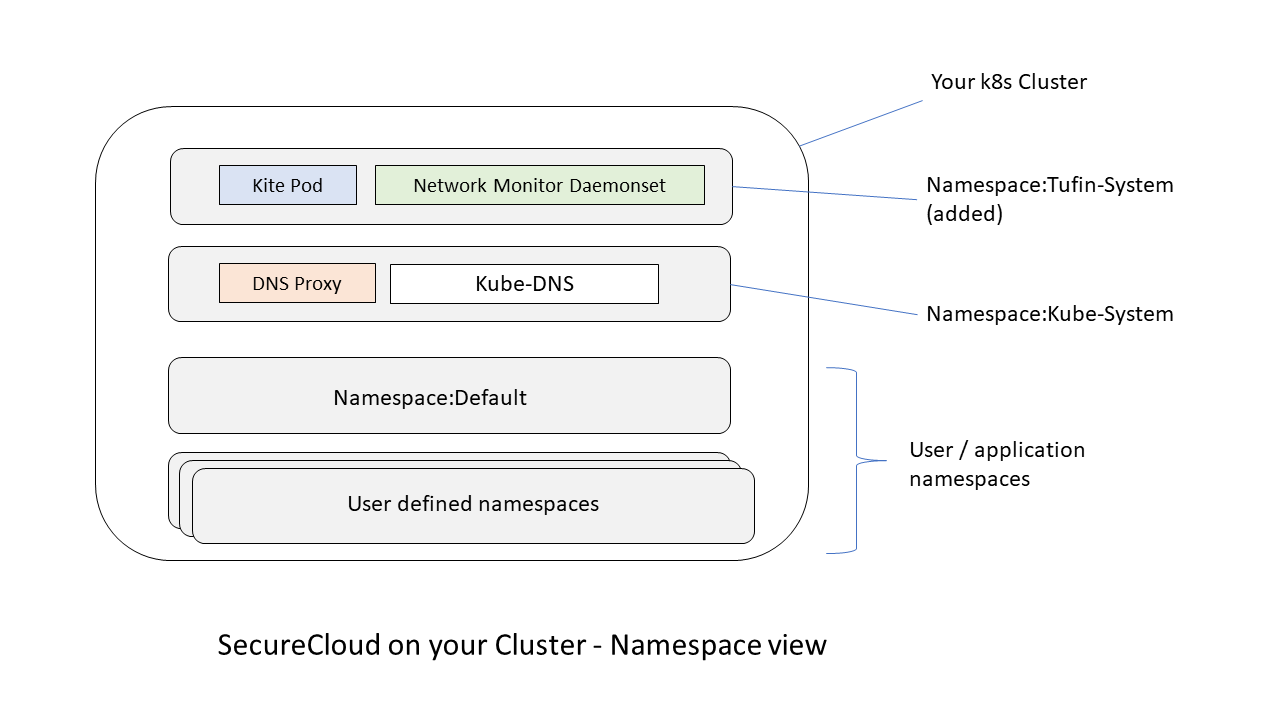 Your k8s Cluster
Kite Pod
Network Monitor Daemonset
Namespace:Tufin-System
(added)
DNS Proxy
Kube-DNS
Namespace:Kube-System
Namespace:Default
User / application
namespaces
User defined namespaces
SecureCloud on your Cluster - Namespace view